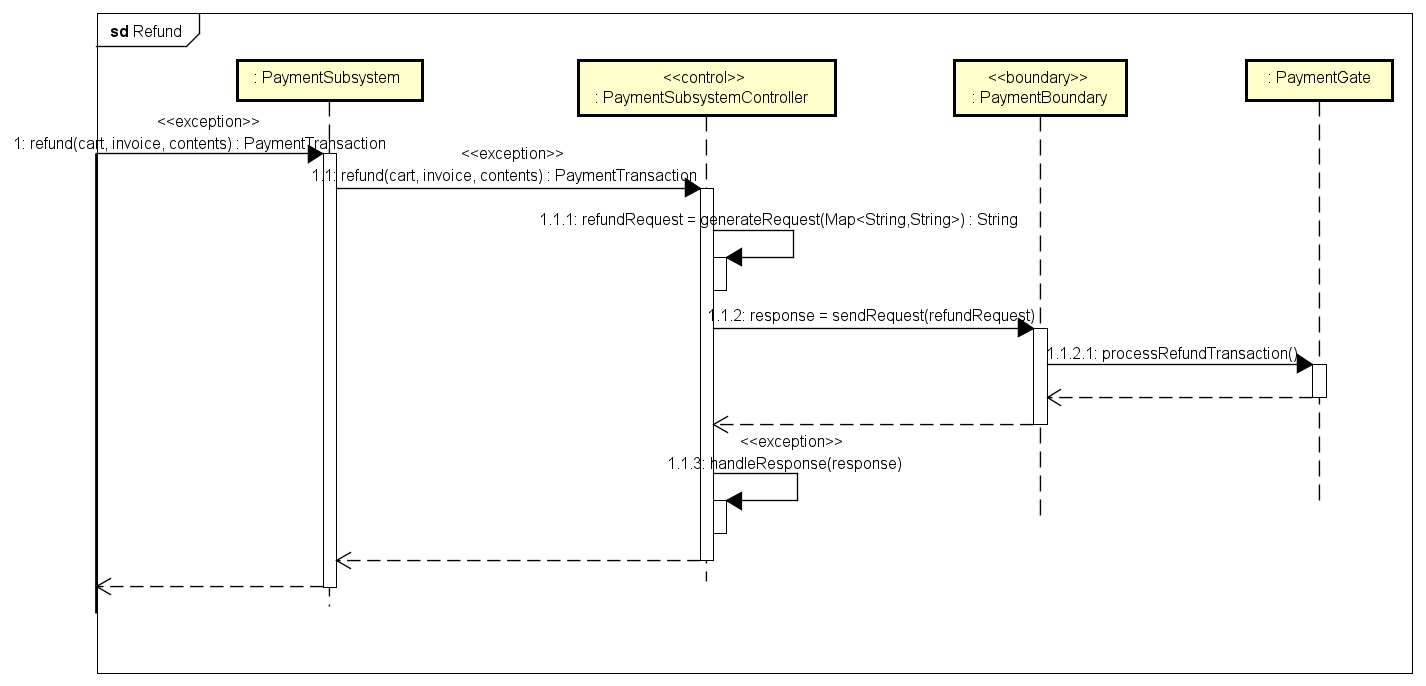 sd Refund
: PaymentSubsystem
<<control>>
: PaymentSubsystemController
<<boundary>>
: PaymentBoundary
: PaymentGate
<<exception>>
1: refund(cart, invoice, contents) : PaymentTransaction
<<exception>>
1.1: refund(cart, invoice, contents) : PaymentTransaction
1.1.1: refundRequest = generateRequest(Map<String,String>) : String
1.1.2: response = sendRequest(refundRequest)
1.1.2.1: processRefundTransaction()
<<exception>>
1.1.3: handleResponse(response)